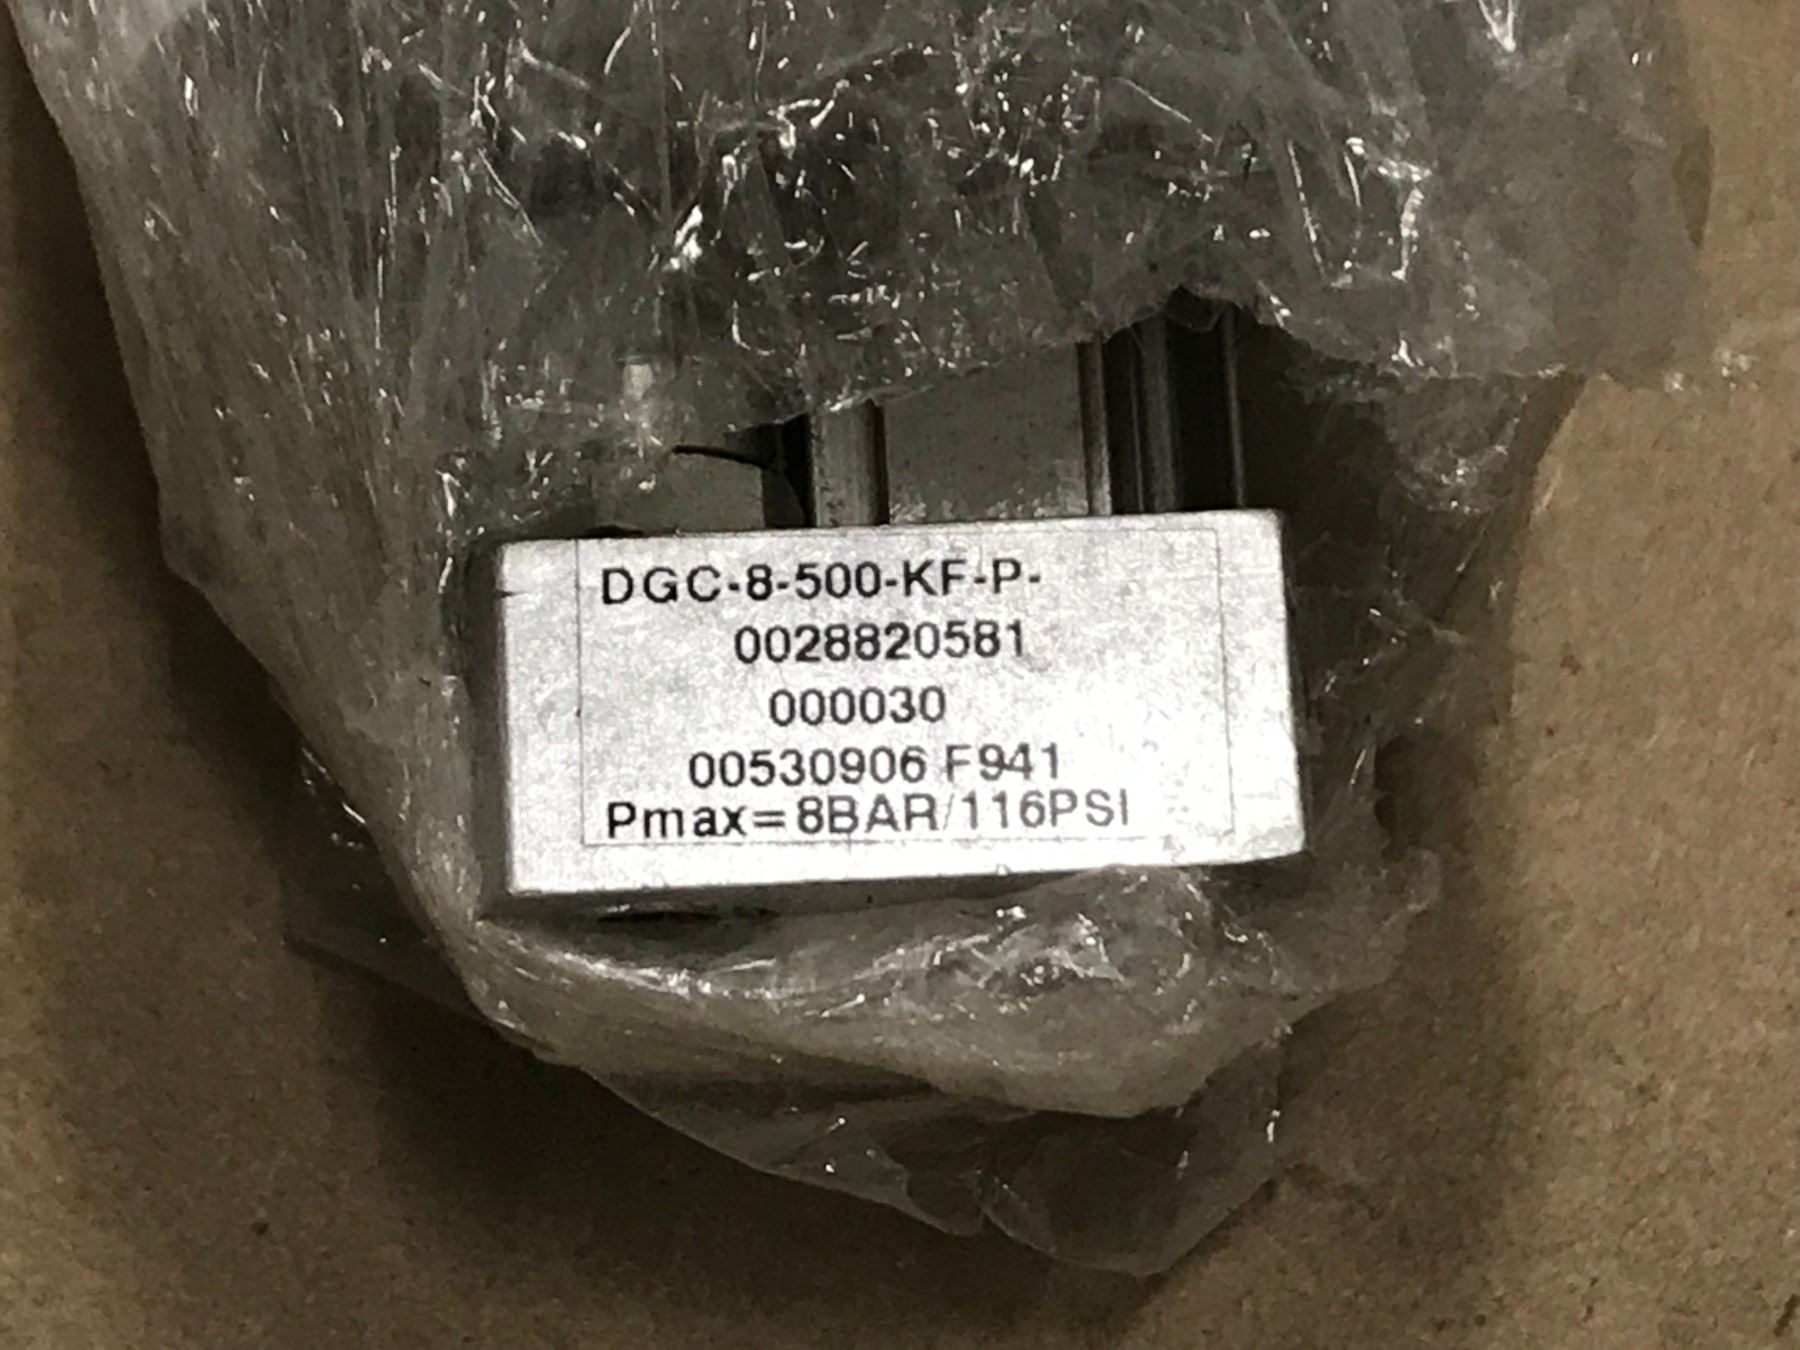 DGC-8-500-KF-P-
0028820581
000030
00530906 F941
Pmax=8BAR/116PSI